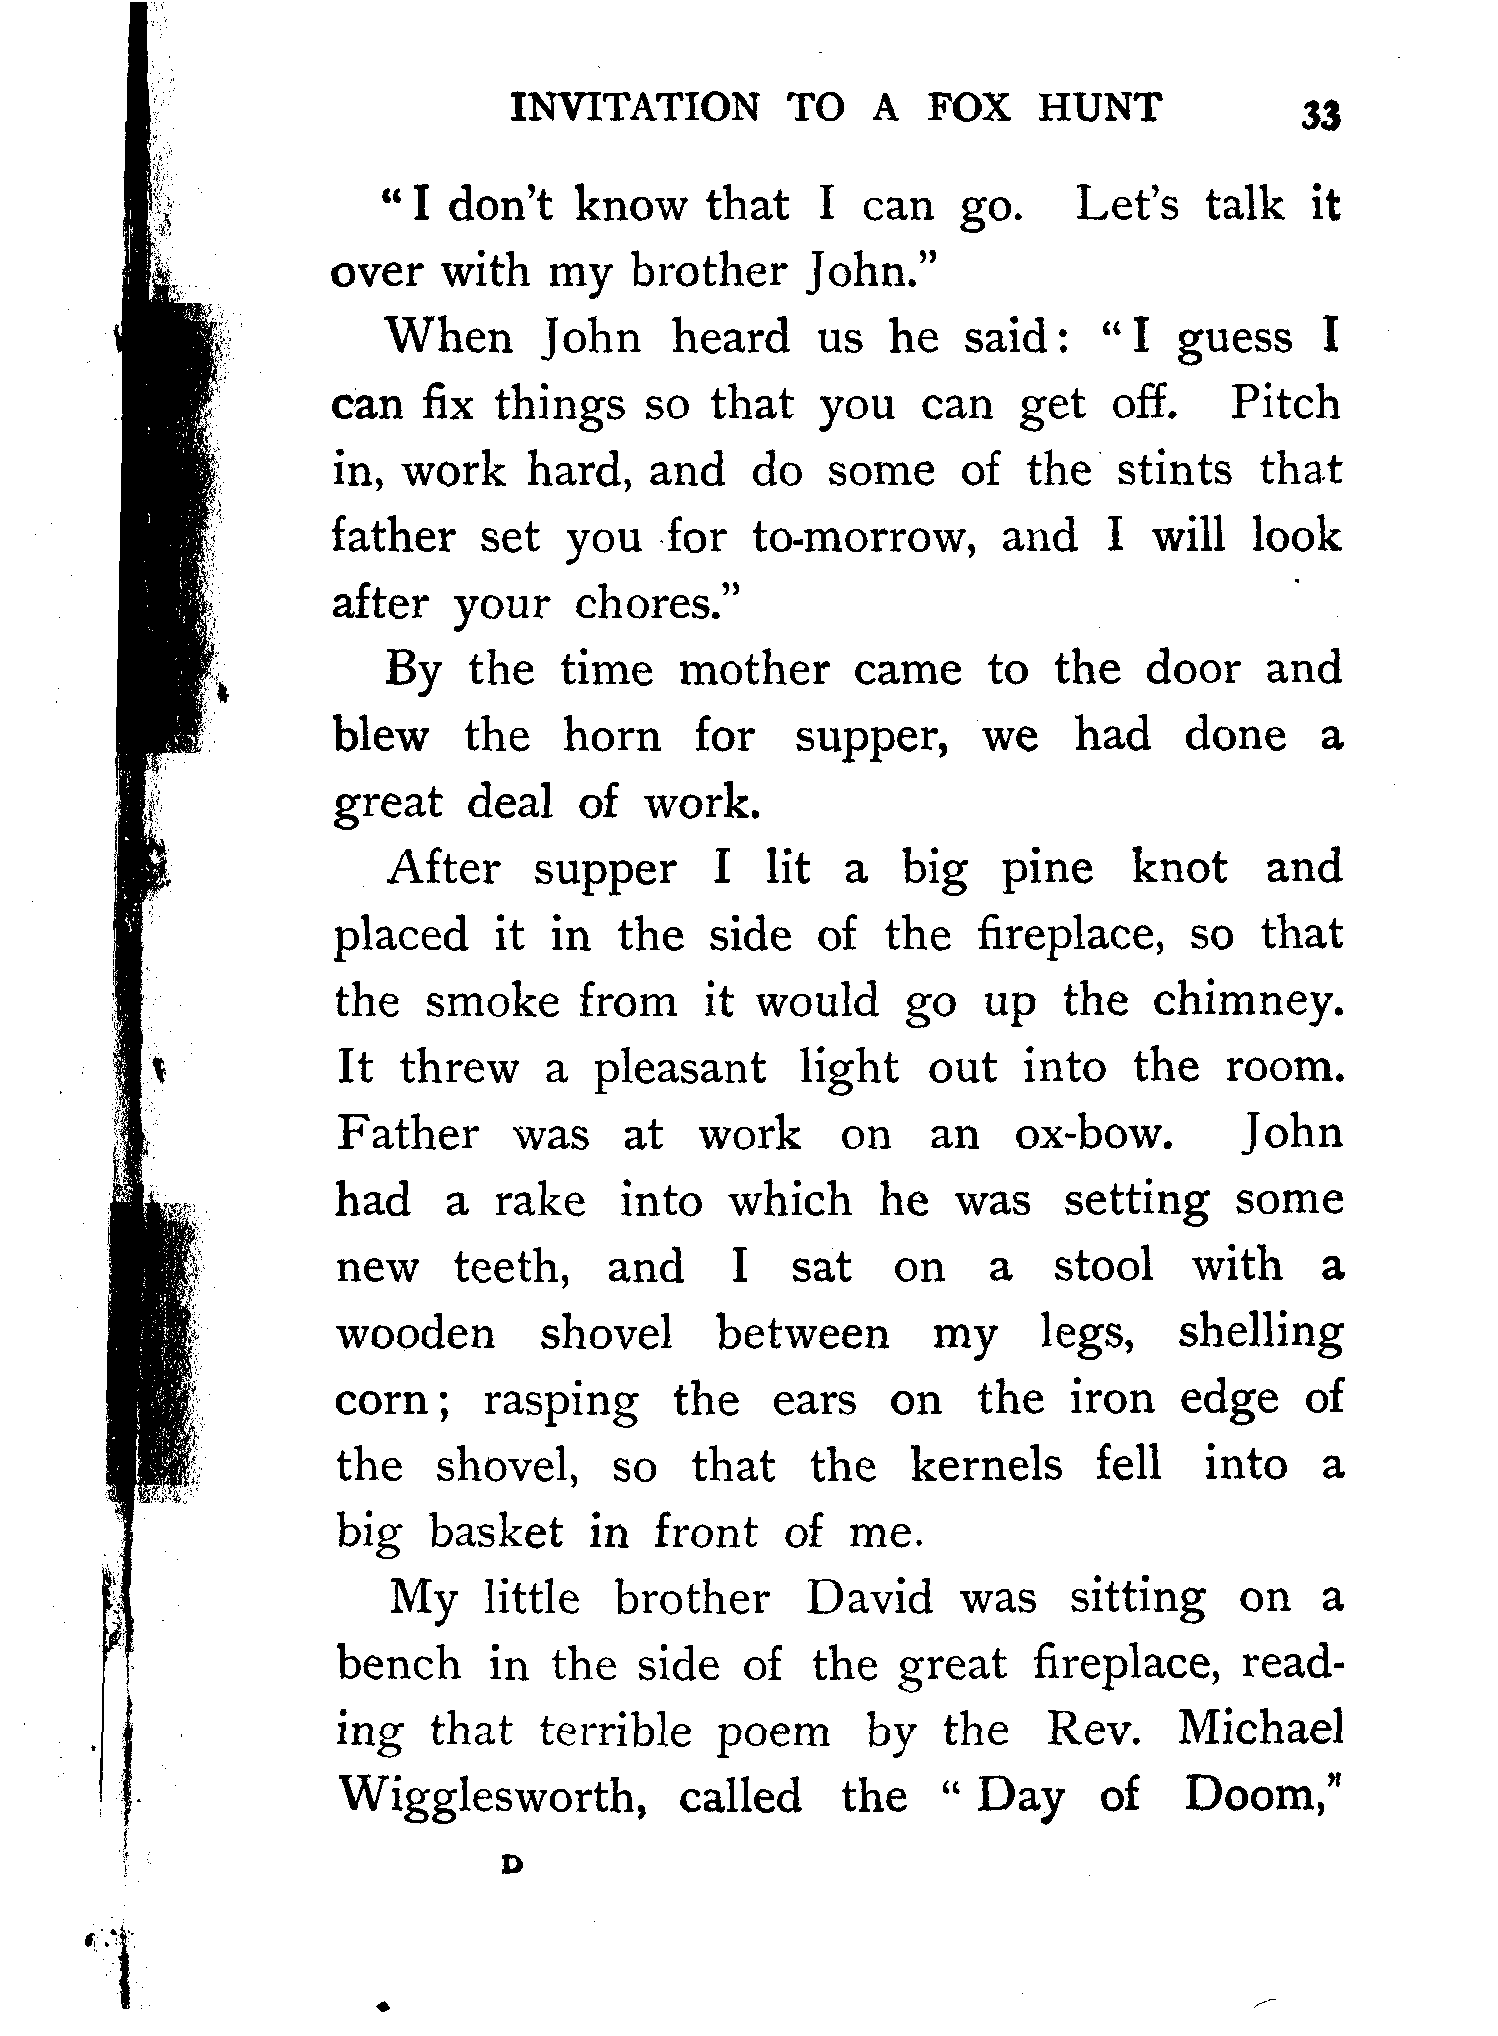 INVITATION TO A FOX HUNT 33
“I don't know that I can go. Let's talk it
over with my brother John.”
When John heard us he said: “I guess I
can fix things so that you can get off. Pitch
in, work hard, and do some of the stints that
father set you for to-morrow, and I will look
after your chores.”
By the time mother came to the door and
blew the horn for supper, we had done a
great deal of work.
After supper I lit a big pine knot and
placed it in the side of the fireplace, so that
the smoke from it would go up the chimney.
It threw a pleasant light out into the room.
Father was at work on an ox-bow. John
had a rake into which he was setting some
new teeth, and I sat on a stool with a
wooden shovel between my legs, shelling
corn; rasping the ears on the iron edge of
the shovel, so that the kernels fell into a
big basket in front of me.
My little brother David was sitting on a
bench in the side of the great fireplace, read-
ing that terrible poem by the Rev. Michael
Wigglesworth, called the “Day of Doom,”
D